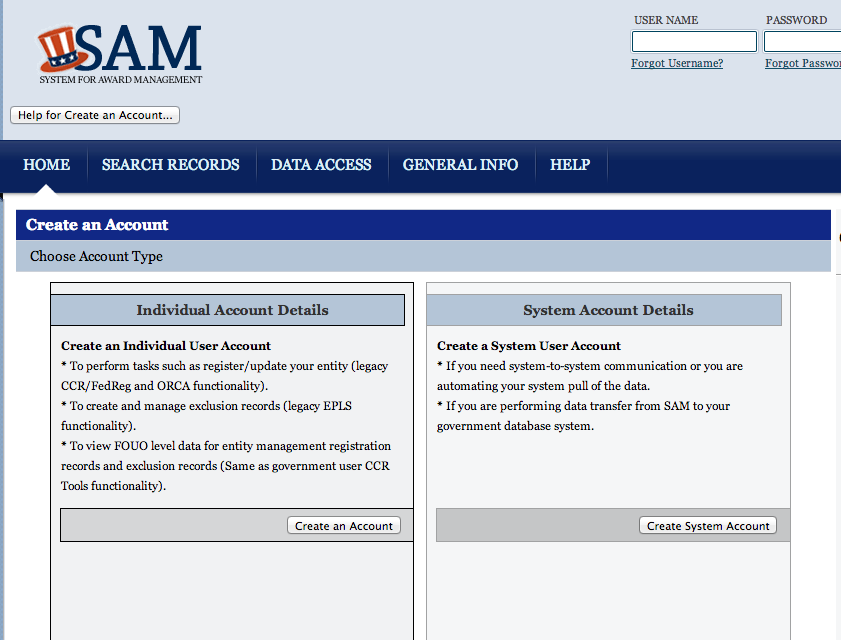 USER NAME
PASSWORD
SAM
SYSTEM FOR AWARD MANAGEMENT
Forgot Username?
Forgot
Help for Create an Account...
HOME
SEARCH RECORDS
DATA ACCESS
GENERAL INFO
HELP
Create an Account
Choose Account Type
Individual Account Details
Create an Individual User Account
* To perform tasks such as register/update your entity (legacy
CCR/FedReg and ORCA functionality).
* To create and manage exclusion records (legacy EPLS
functionality).
* To view FOUO level data for entity management registration
records and exclusion records (Same as government user CCR
Tools functionality).
Create an Account
System Account Details
Create a System User Account
* If you need system-to-system communication or you are
automating your system pull of the data.
* If you are performing data transfer from SAM to your
government database system.
Create System Account